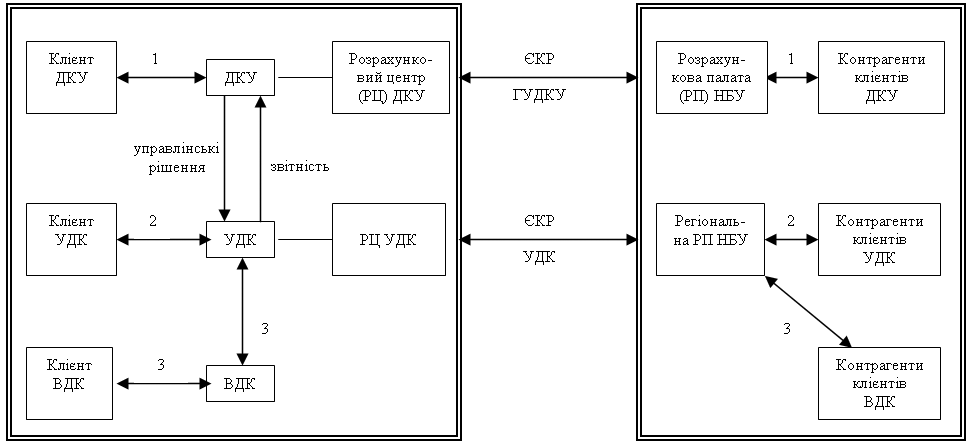 Клієнт
ДКУ
1
ДКУ
Розрахунко-
вий центр
(РЦ) ДКУ
ЄКР
ГУДКУ
Розрахун-
кова палата
(РП) НБУ
1
Контрагенти
клієнтів
ДКУ
управлінські
рішення
звітність
Клієнт
УДК
2
УДК
РЦ УДК
ЄКР
УДК
Регіональ-
на РП НБУ
2
Контрагенти
клієнтів
УДК
3
3
Клієнт
ВДК
3
ВДК
Контрагенти
клієнтів
ВДК